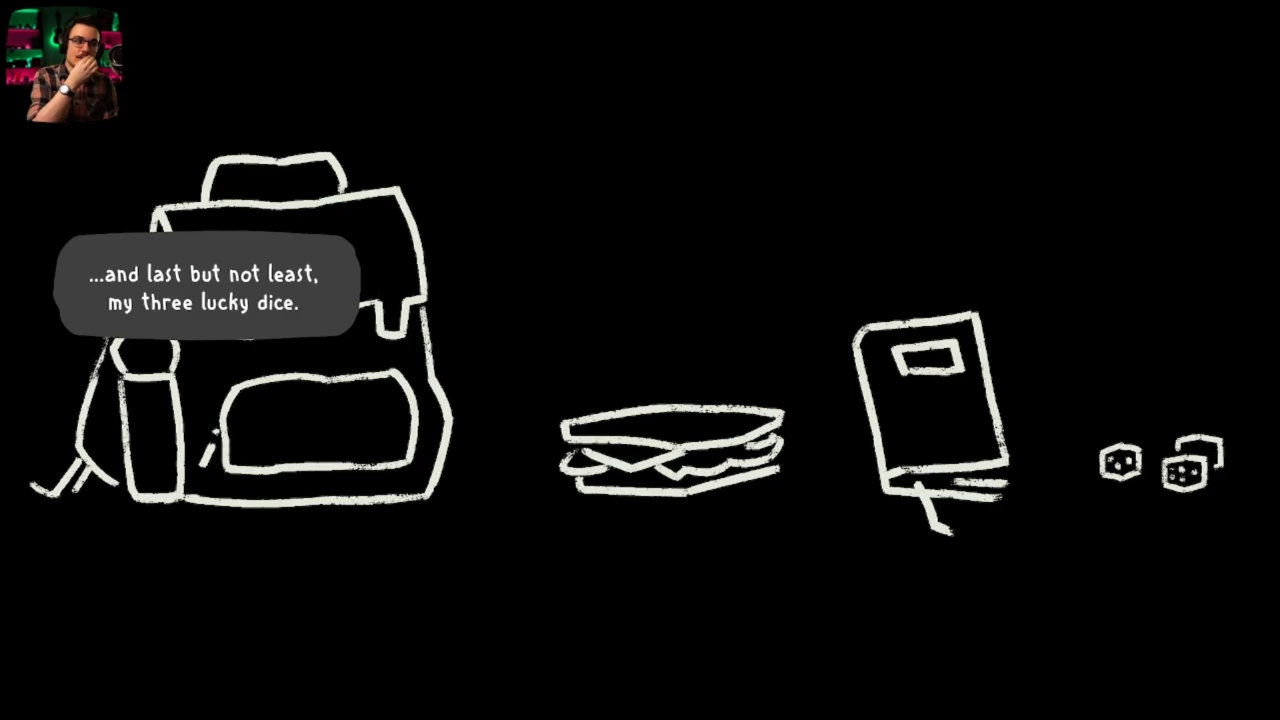 ...and last but not least,
my three lucky dice.